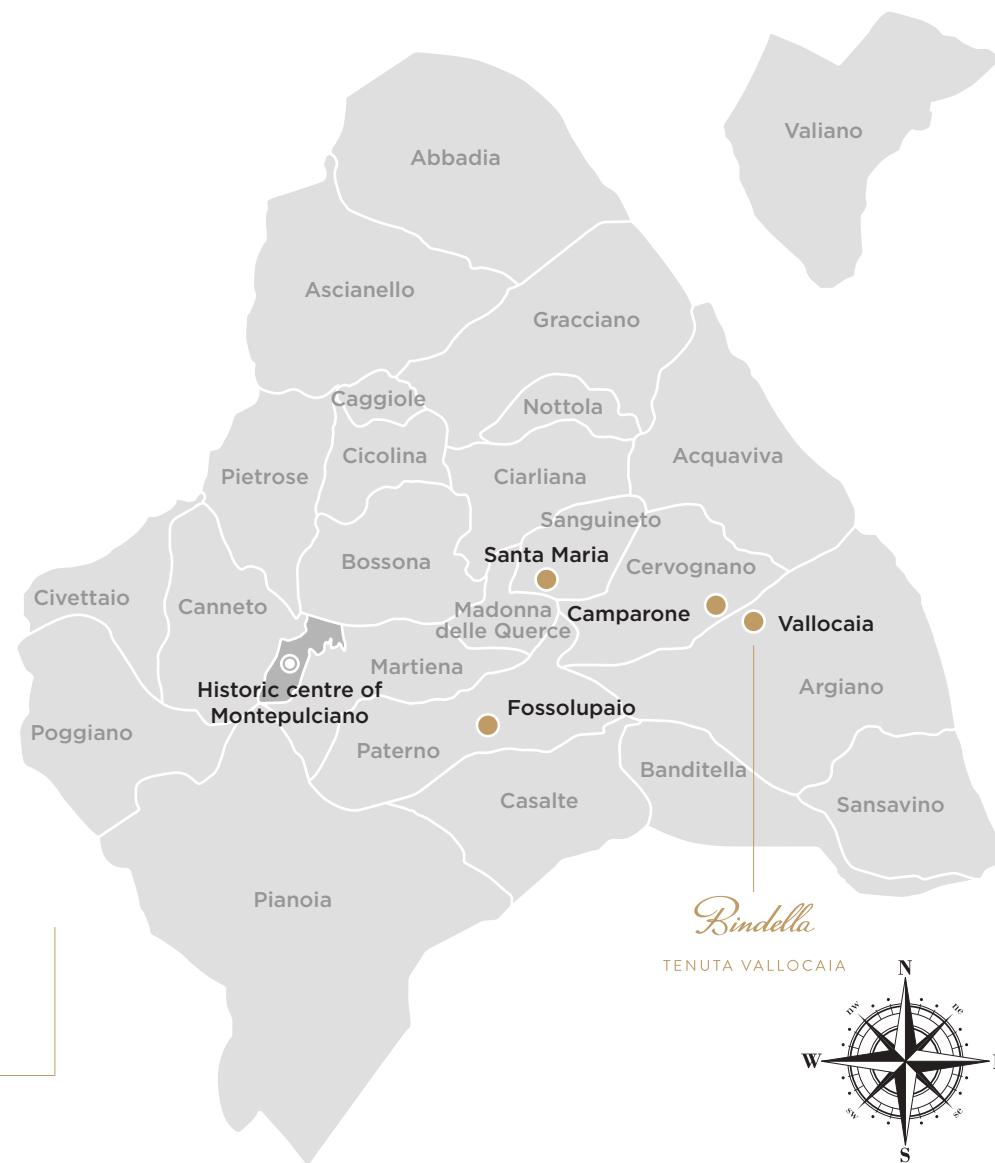 Valiano
Abbadia
Ascianello
Gracciano
Caggiole
Nottola
Cicolina
Acquaviva
Pietrose
Ciarliana
Sanguineto
Santa Maria
Bossona
Cervognano
Civettaio
Canneto
Madonna
delle Querce
Camparone
Vallocaia
Martiena
Argiano
Historic centre of
Montepulciano
Fossolupaio
Poggiano
Paterno
Banditella
Casalte
Sansavino
Pianoia
Bindella
TENUTA VALLOCAIA
N
nw
ne
W
sw
se
S